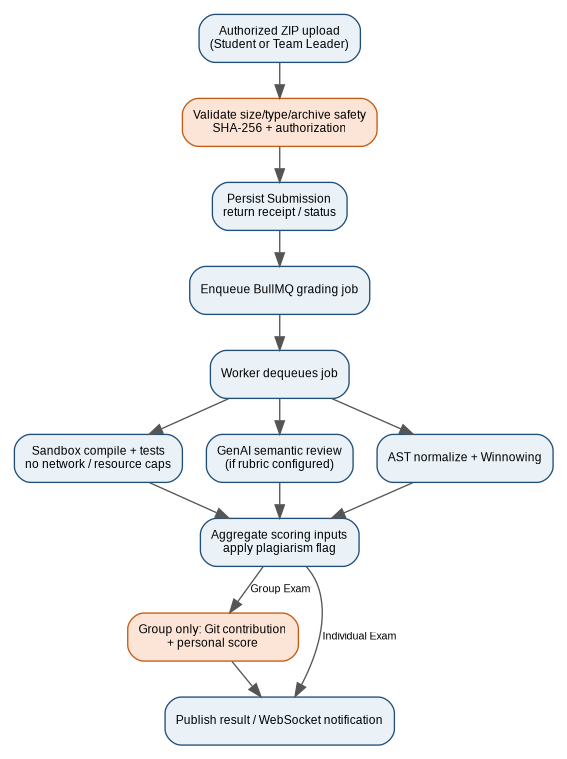 Authorized ZIP upload
(Student or Team Leader)
Validate size/type/archive safety
SHA-256 + authorization
Persist Submission
return receipt / status
Enqueue BullMQ grading job
Worker dequeues job
Sandbox compile + tests
no network / resource caps
GenAI semantic review
(if rubric configured)
AST normalize + Winnowing
Aggregate scoring inputs
apply plagiarism flag
Group Exam
Group only: Git contribution
+ personal score
Individual Exam
Publish result / WebSocket notification